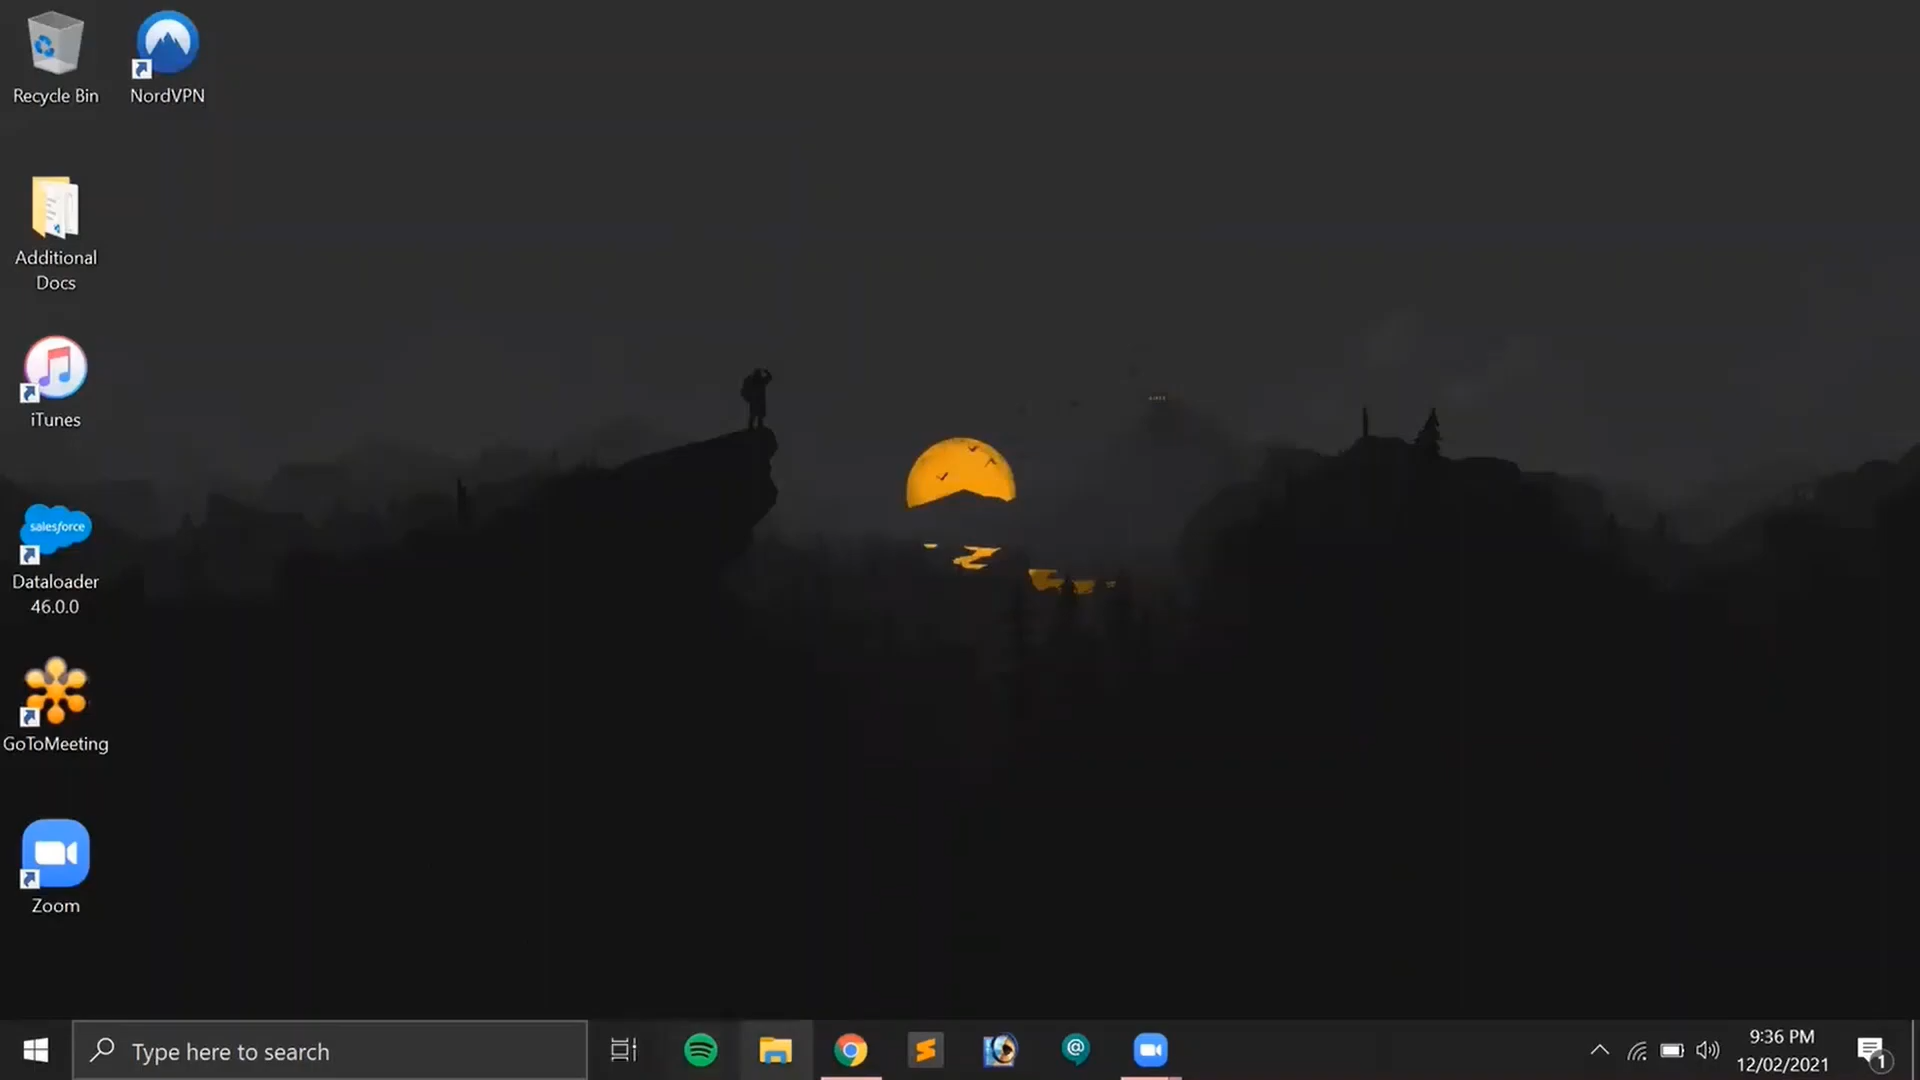 Recycle Bin
NordVPN
Additional
Docs
iTunes
salesforce
Dataloader
46.0.0
GoToMeeting
Zoom
Type here to search
@
9:36 PM
12/02/2021
1